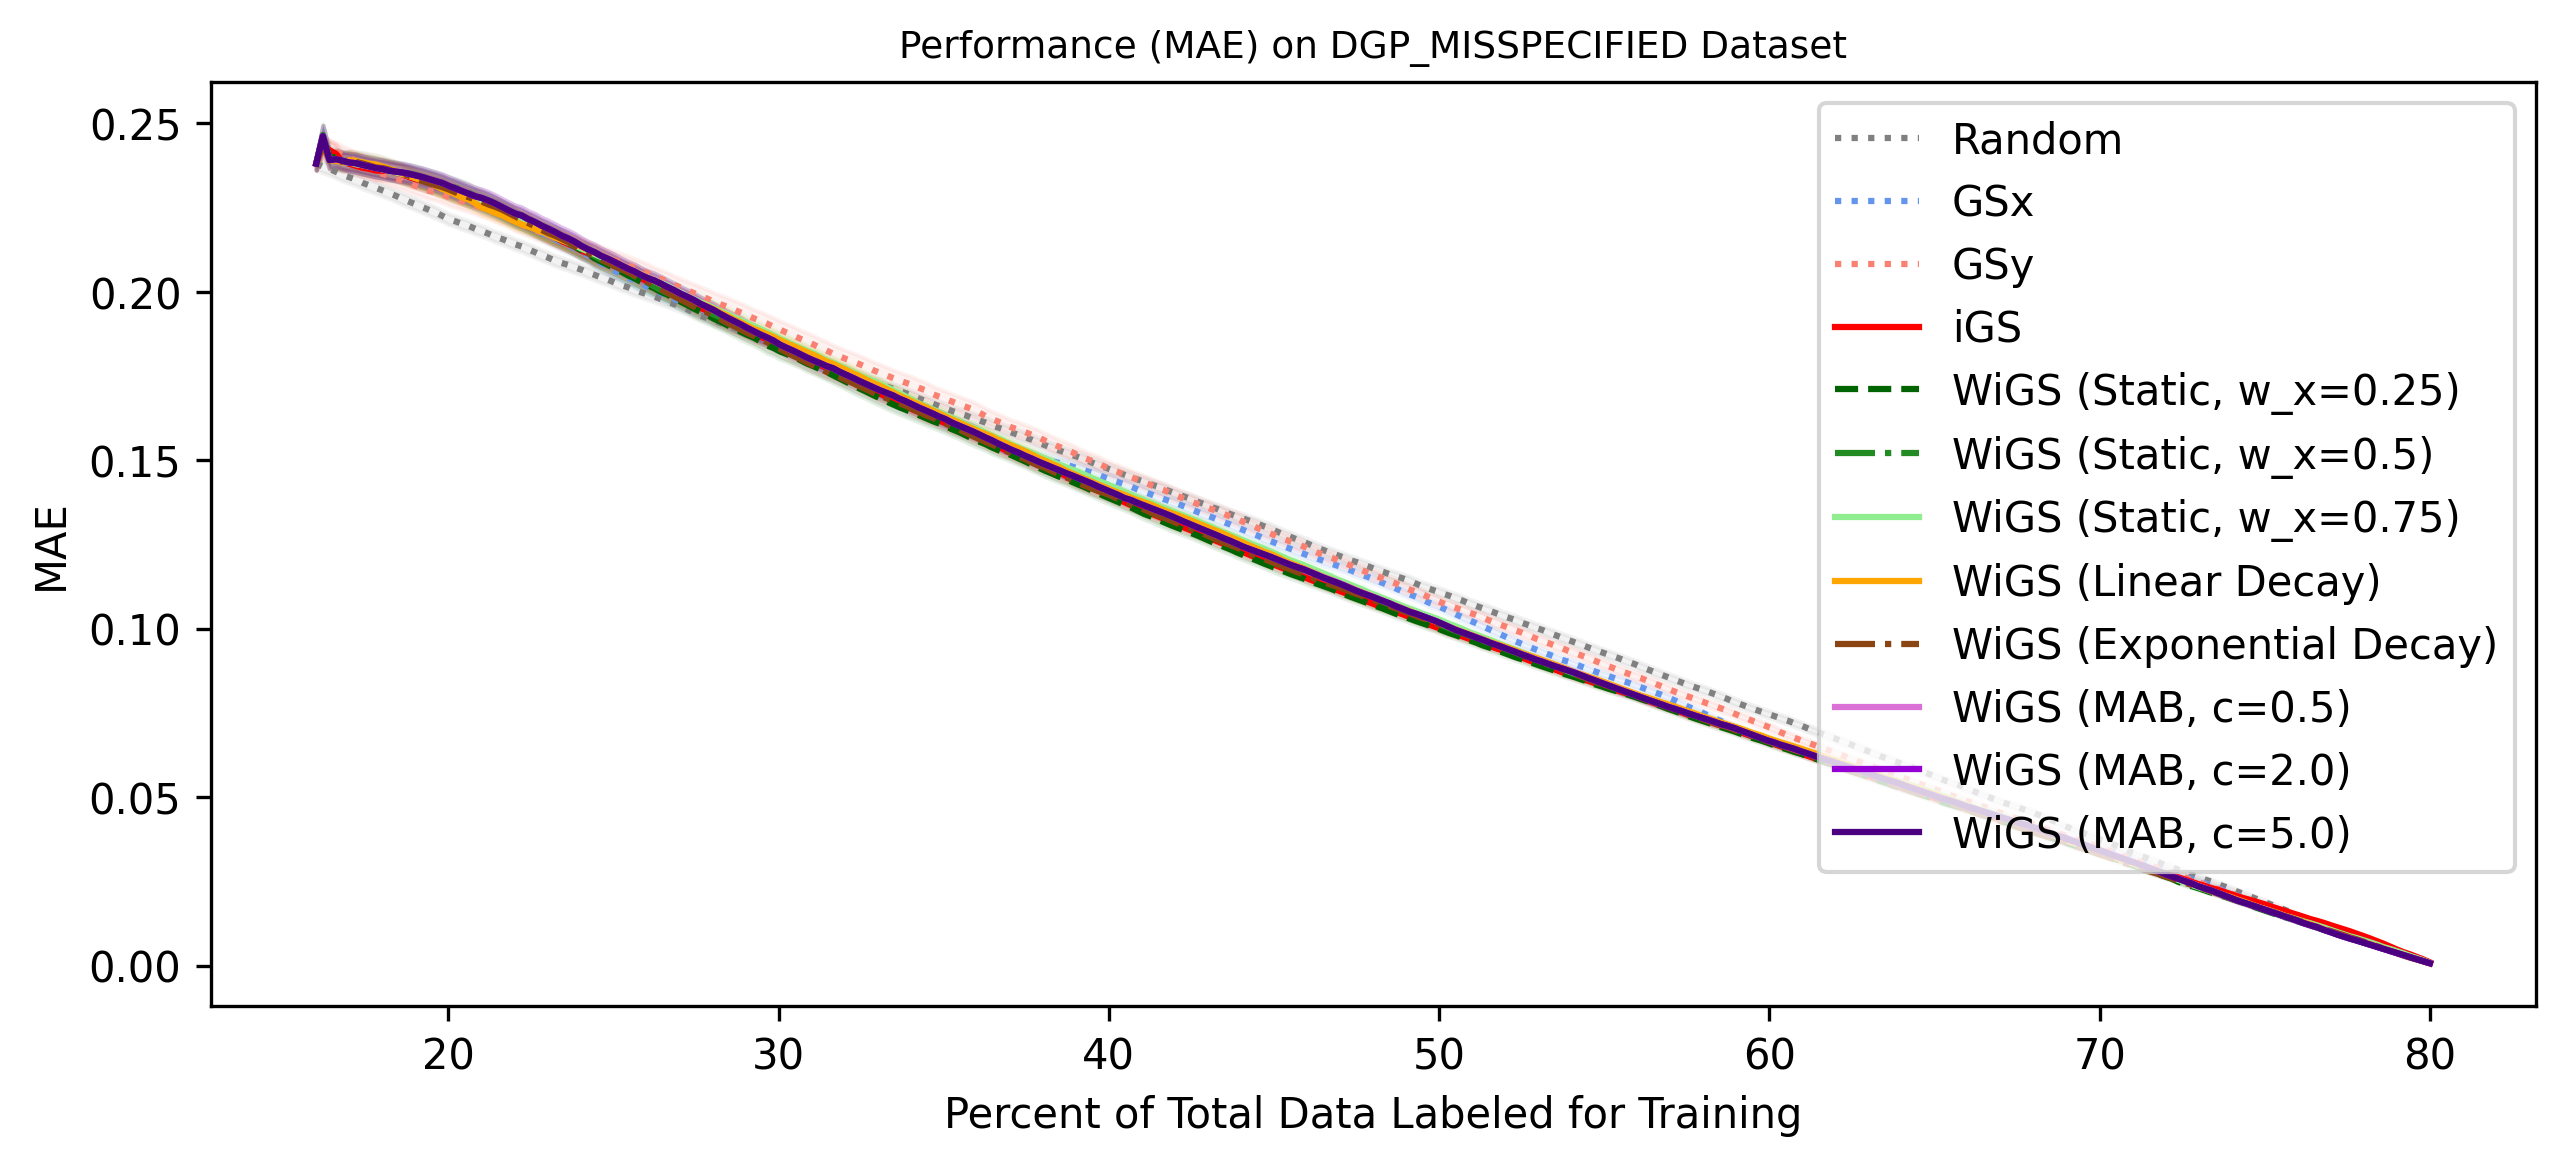 Performance (MAE) on DGP_MISSPECIFIED Dataset
0.25
0.20
0.15
0.10
0.05
0.00
MAE
20
30
40
50
60
70
80
Percent of Total Data Labeled for Training
Random
GSx
GSy
iGS
WiGS (Static, w_x=0.25)
WiGS (Static, w_x=0.5)
WiGS (Static, w_x=0.75)
WiGS (Linear Decay)
WiGS (Exponential Decay)
WiGS (MAB, c=0.5)
WiGS (MAB, c=2.0)
WiGS (MAB, c=5.0)